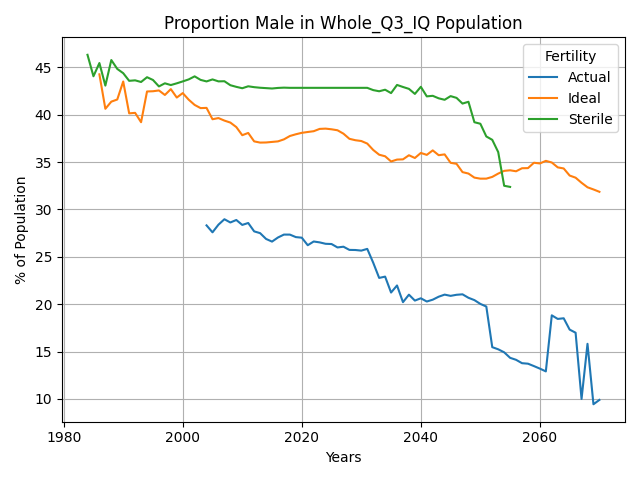 Proportion Male in Whole_Q3_IQ Population
% of Population
45
40
35
30
25
20
15
10
Fertility
Actual
Ideal
Sterile
1980
2000
2020
2040
2060
Years